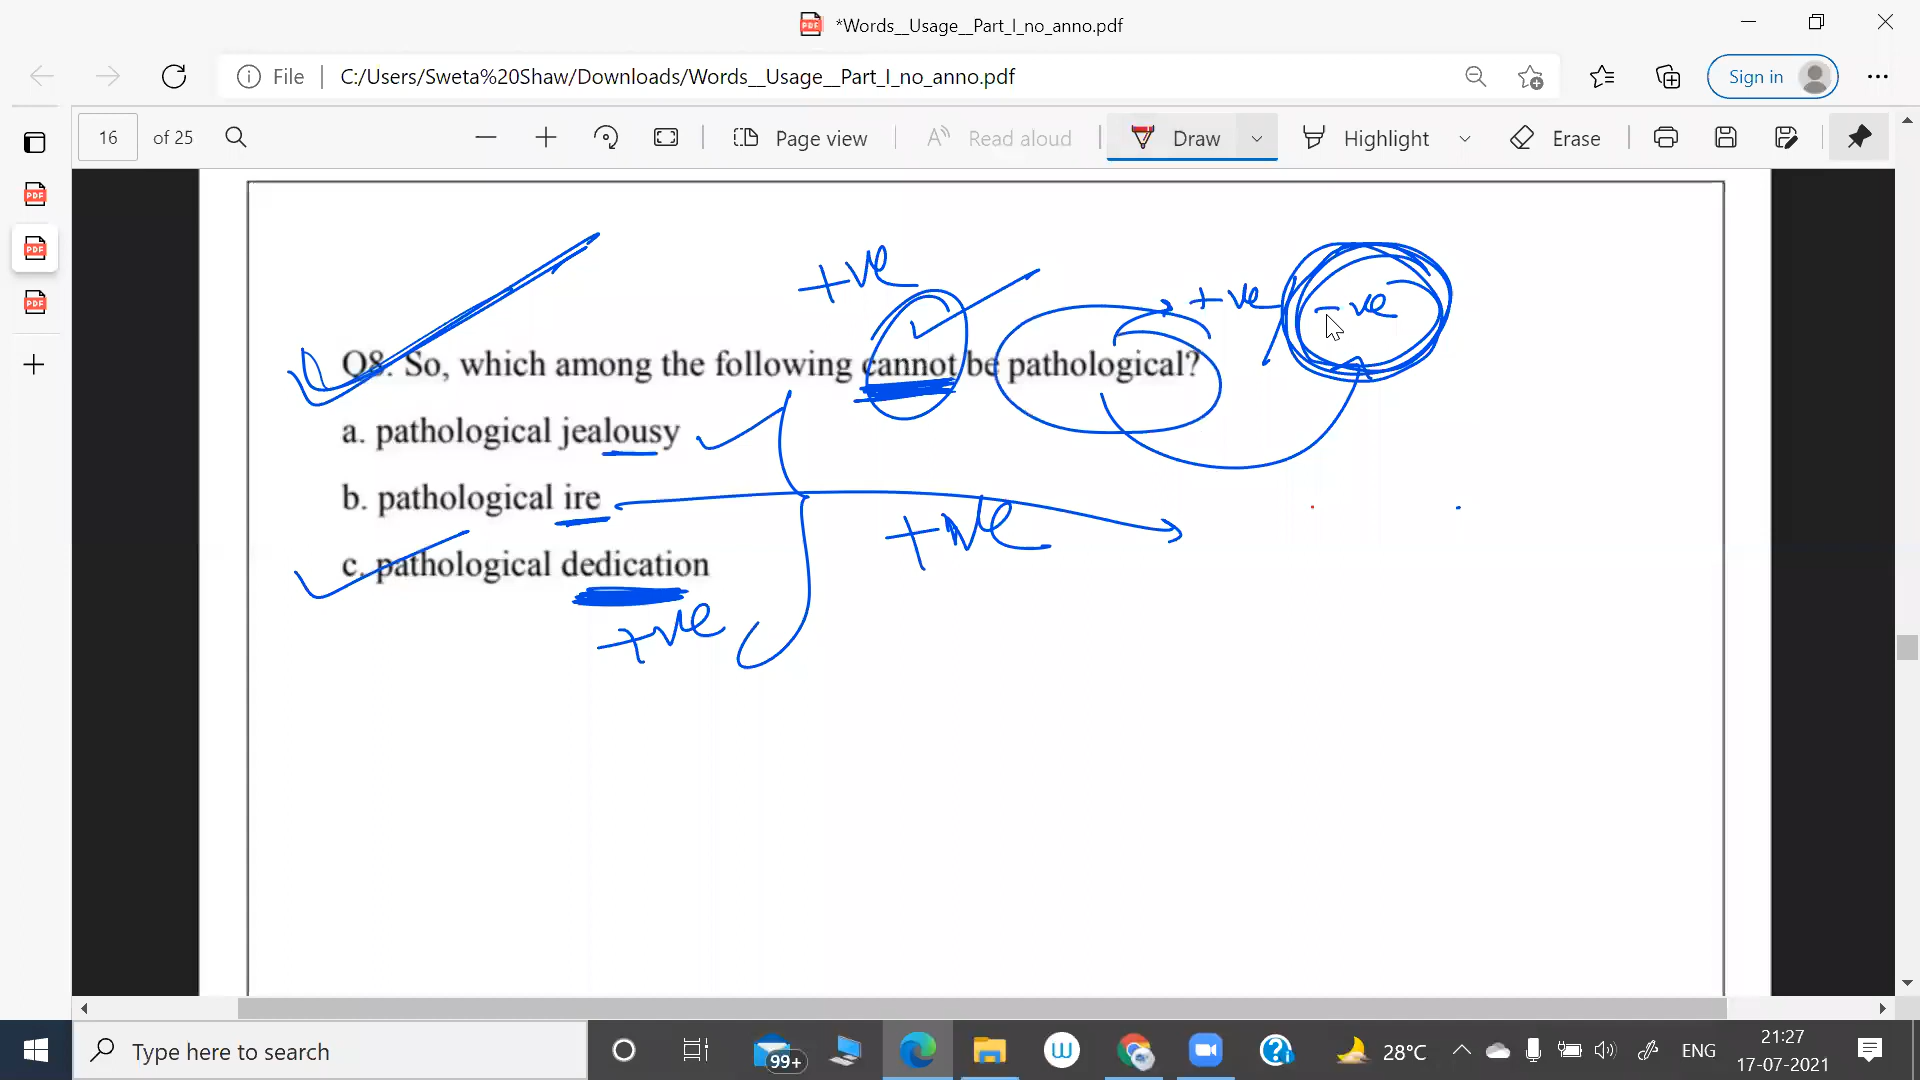 *Words__Usage__Part_I_no_anno.pdf
File C:/Users/Sweta%20Shaw/Downloads/Words__Usage__Part_I_no_anno.pdf Sign in
16 of 25 Page view Read aloud Draw Highlight Erase
+ve
+ve -ve
Q8. So, which among the following cannot be pathological?
a. pathological jealousy
b. pathological ire
+ve
c. pathological dedication
+ve
Type here to search 99+ 28°C ENG 21:27
17-07-2021